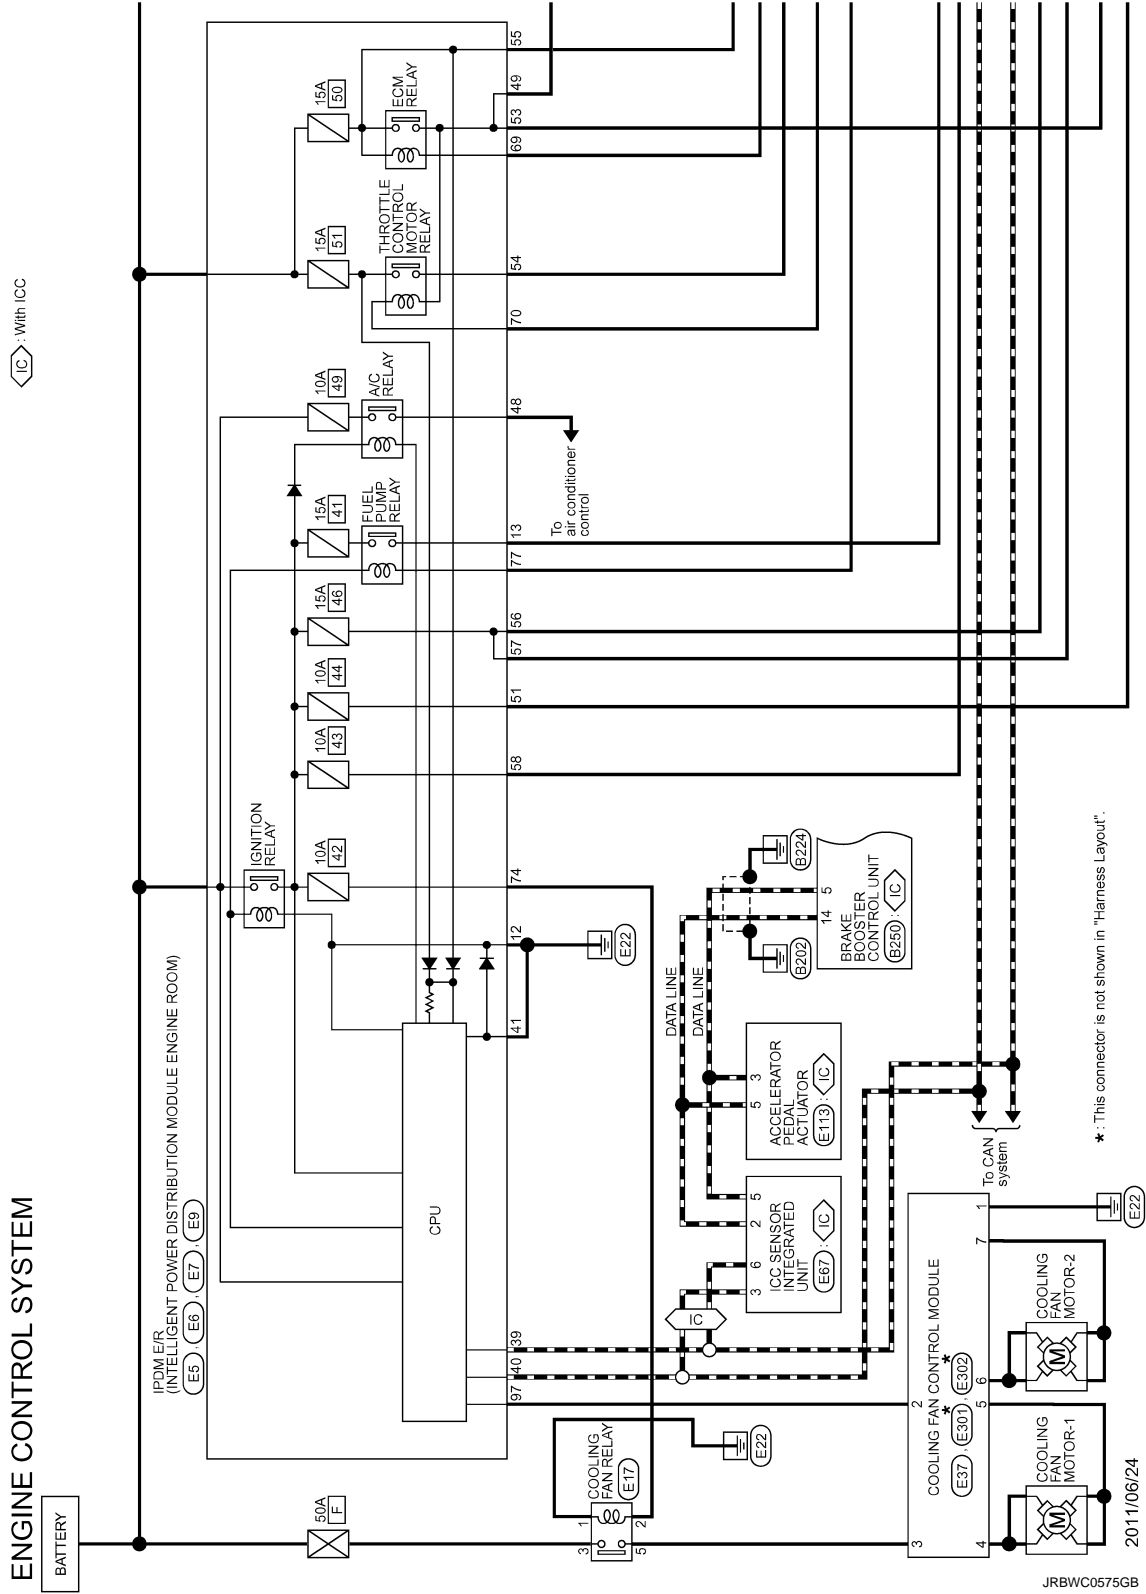 ENGINE CONTROL SYSTEM
IC : With ICC
BATTERY
IPDM E/R
(INTELLIGENT POWER DISTRIBUTION MODULE ENGINE ROOM)
E5 , E6 , E7 , E9
50A
F
IGNITION
RELAY
10A
42
10A
43
10A
44
15A
46
15A
41
FUEL
PUMP
RELAY
10A
49
A/C
RELAY
15A
51
THROTTLE
CONTROL
MOTOR
RELAY
15A
50
ECM
RELAY
CPU
97
40
39
41
12
74
58
51
57
56
77
13
48
70
54
69
53
49
55
E22
To
air conditioner
control
COOLING
FAN RELAY
E17
1
2
3
5
E22
IC
DATA LINE
DATA LINE
3
6
2
5
ICC SENSOR
INTEGRATED
UNIT
E67 : IC
5
3
ACCELERATOR
PEDAL
ACTUATOR
E113 : IC
B202
B224
14
5
BRAKE
BOOSTER
CONTROL UNIT
B250 : IC
3
2
COOLING FAN CONTROL MODULE
E37 , E301* , E302*
4
5
6
7
1
COOLING
FAN
MOTOR-1
M
COOLING
FAN
MOTOR-2
M
E22
To CAN
system
* : This connector is not shown in "Harness Layout".
2011/06/24
JRBWC0575GB